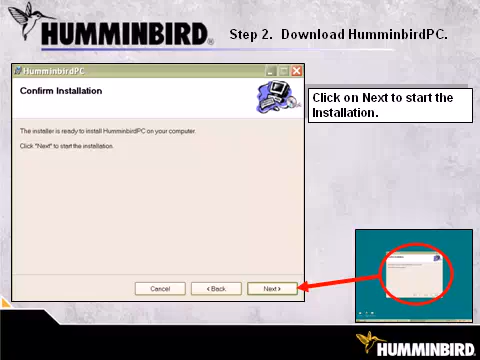 HUMMINBIRD®
Step 2. Download HumminbirdPC.
HumminbirdPC
Confirm Installation
The installer is ready to install HumminbirdPC on your computer.
Click "Next" to start the installation.
Cancel
< Back
Next >
Click on Next to start the
Installation.
HUMMINBIRD